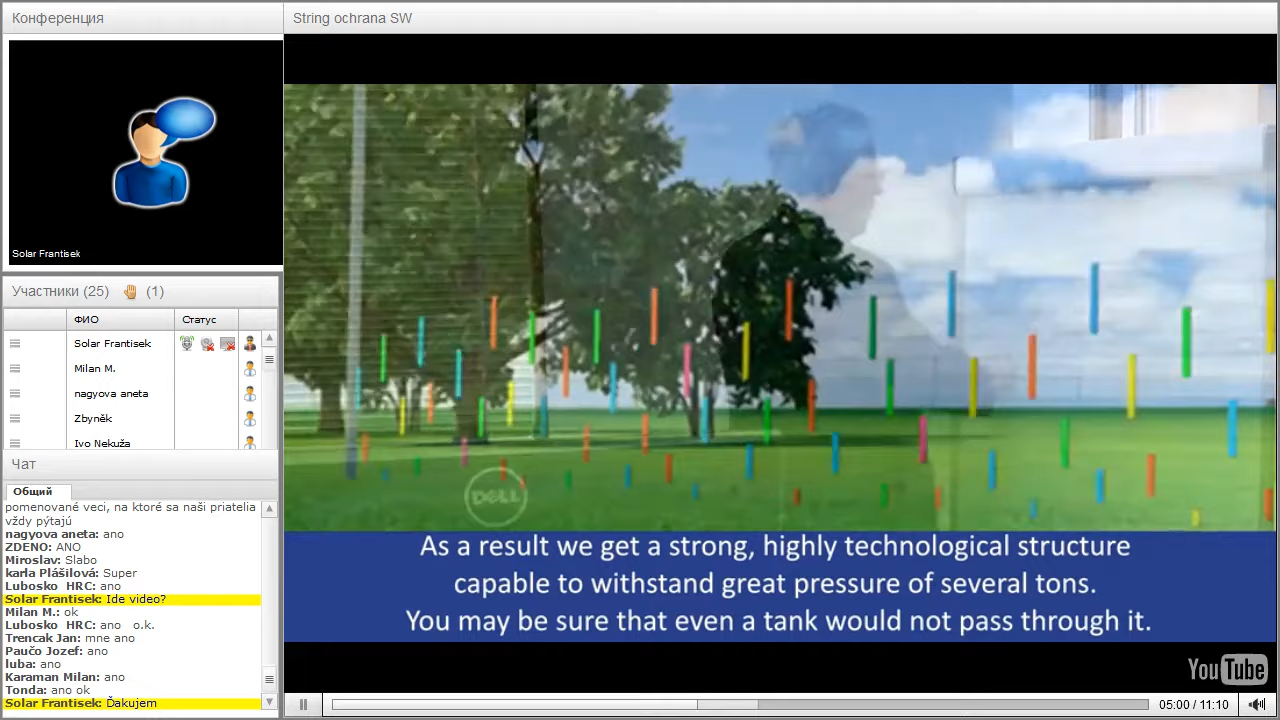 Конференция
Solar Frantisek
Участники (25) (1)
ФИО Статус
Solar Frantisek
Milan M.
nagyova aneta
Zbyněk
Ivo Nekuža
Чат
Общий
pomenované veci, na ktoré sa naši priatelia
vždy pýtajú
nagyova aneta: ano
ZDENO: ANO
Miroslav: Slabo
karla Plášilová: Super
Lubosko HRC: ano
Solar Frantisek: Ide video?
Milan M.: ok
Lubosko HRC: ano o.k.
Trencak Jan: mne ano
Paučo Jozef: ano
luba: ano
Karaman Milan: ano
Tonda: ano ok
Solar Frantisek: Ďakujem
String ochrana SW
DELL
As a result we get a strong, highly technological structure
capable to withstand great pressure of several tons.
You may be sure that even a tank would not pass through it.
YouTube
05:00 / 11:10